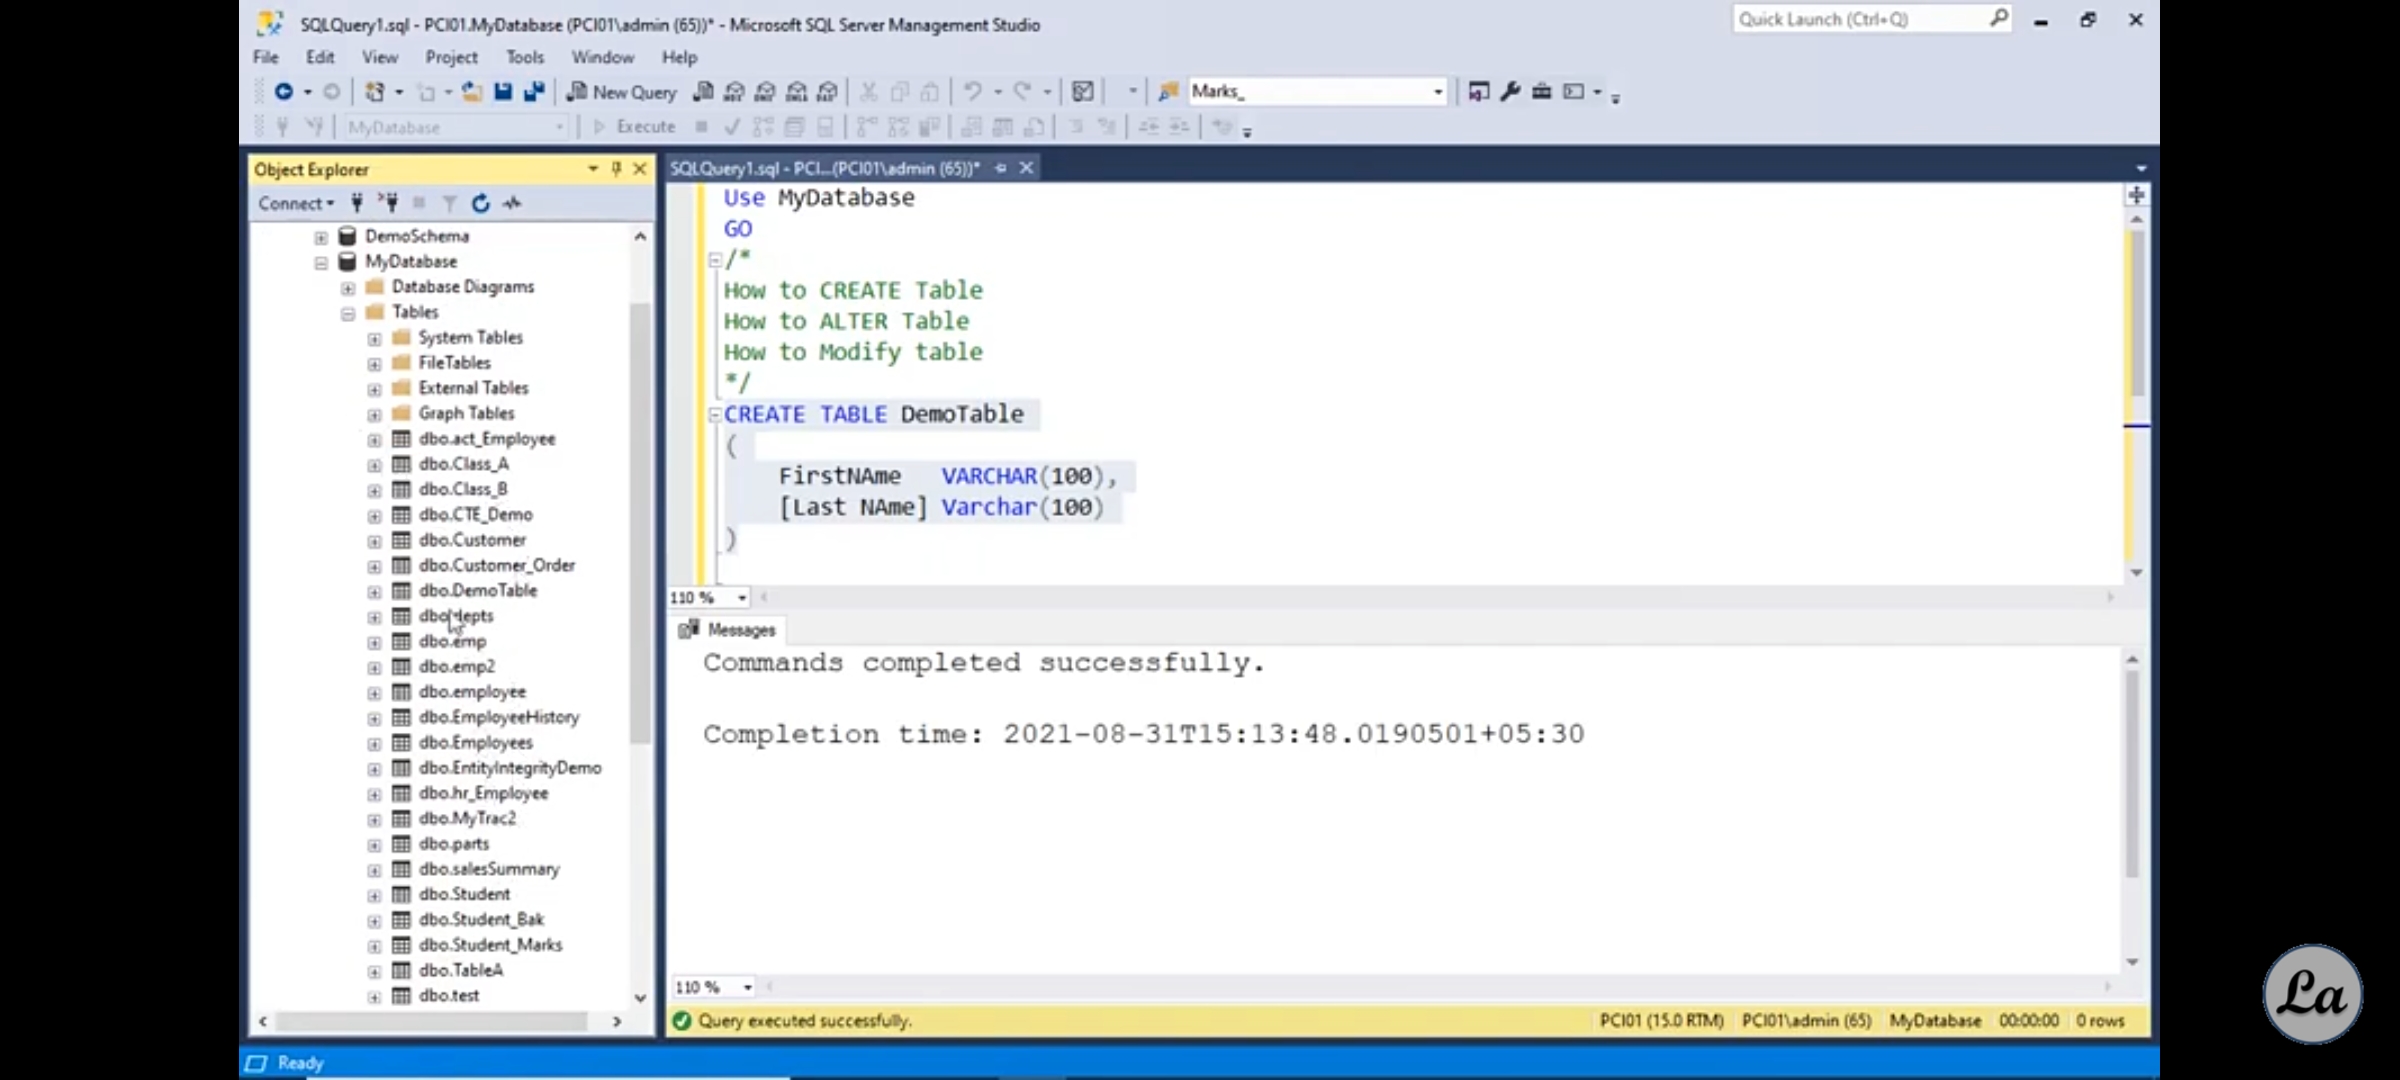 SQLQuery1.sql - PCI01.MyDatabase (PCI01\admin (65))* - Microsoft SQL Server Management Studio
Quick Launch (Ctrl+Q)
File Edit View Project Tools Window Help
New Query
Marks_
MyDatabase
Execute
Object Explorer
Connect
DemoSchema
MyDatabase
Database Diagrams
Tables
System Tables
FileTables
External Tables
Graph Tables
dbo.act_Employee
dbo.Class_A
dbo.Class_B
dbo.CTE_Demo
dbo.Customer
dbo.Customer_Order
dbo.DemoTable
dbo.depts
dbo.emp
dbo.emp2
dbo.employee
dbo.EmployeeHistory
dbo.Employees
dbo.EntityIntegrityDemo
dbo.hr_Employee
dbo.MyTrac2
dbo.parts
dbo.salesSummary
dbo.Student
dbo.Student_Bak
dbo.Student_Marks
dbo.TableA
dbo.test
SQLQuery1.sql - PCI...(PCI01\admin (65))*
Use MyDatabase
GO
/*
How to CREATE Table
How to ALTER Table
How to Modify table
*/
CREATE TABLE DemoTable
(
FirstNAme VARCHAR(100),
[Last NAme] Varchar(100)
)
110 %
Messages
Commands completed successfully.
Completion time: 2021-08-31T15:13:48.0190501+05:30
110 %
Query executed successfully.
PCI01 (15.0 RTM) PCI01\admin (65) MyDatabase 00:00:00 0 rows
Ready
La